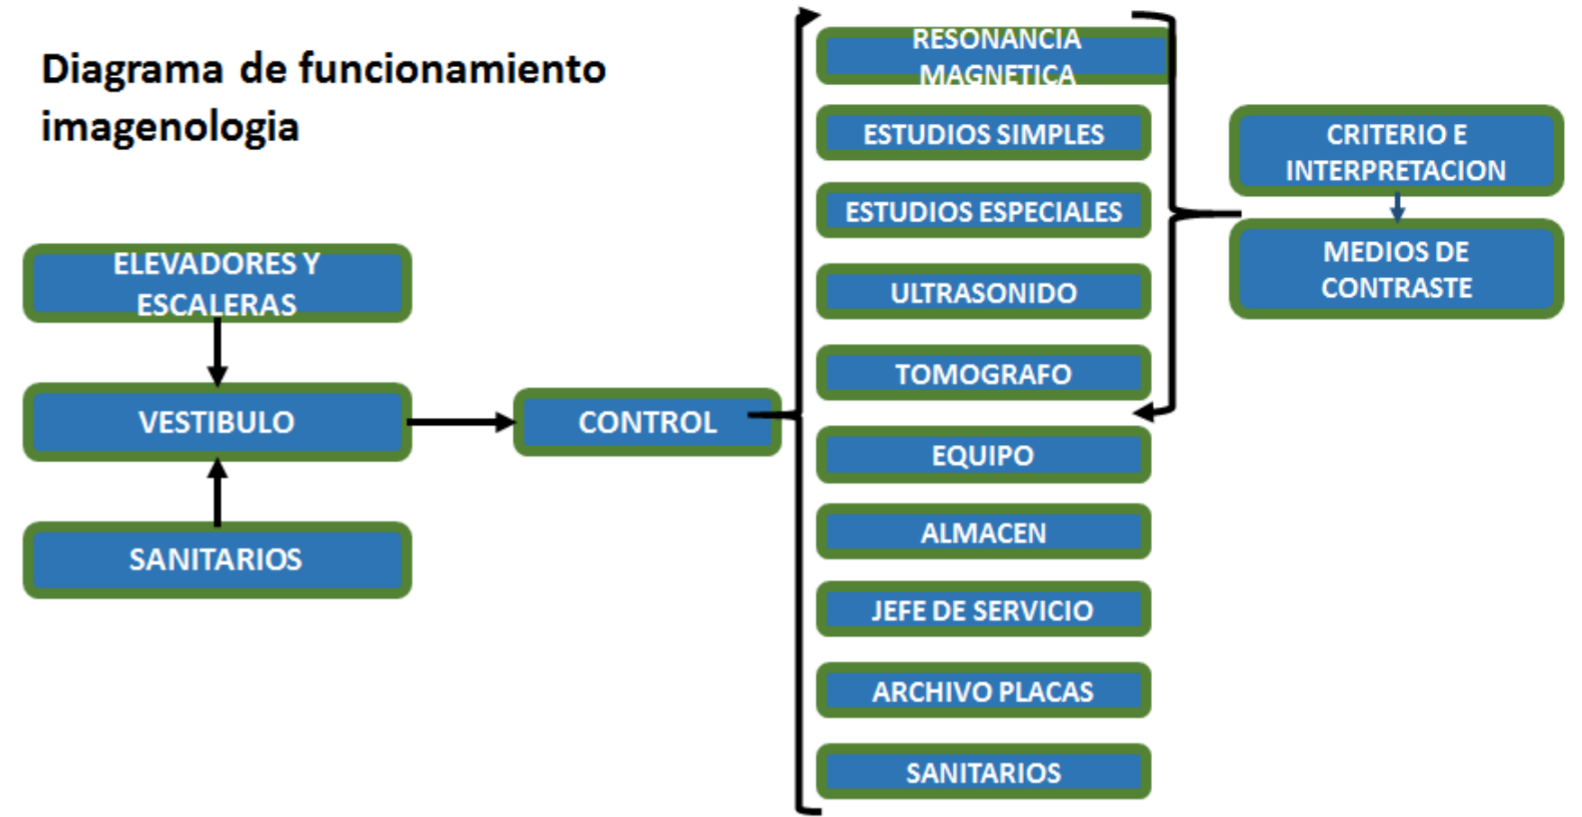 Diagrama de funcionamiento
imagenologia
ELEVADORES Y
ESCALERAS
VESTIBULO
SANITARIOS
CONTROL
RESONANCIA
MAGNETICA
ESTUDIOS SIMPLES
ESTUDIOS ESPECIALES
ULTRASONIDO
TOMOGRAFO
EQUIPO
ALMACEN
JEFE DE SERVICIO
ARCHIVO PLACAS
SANITARIOS
CRITERIO E
INTERPRETACION
MEDIOS DE
CONTRASTE